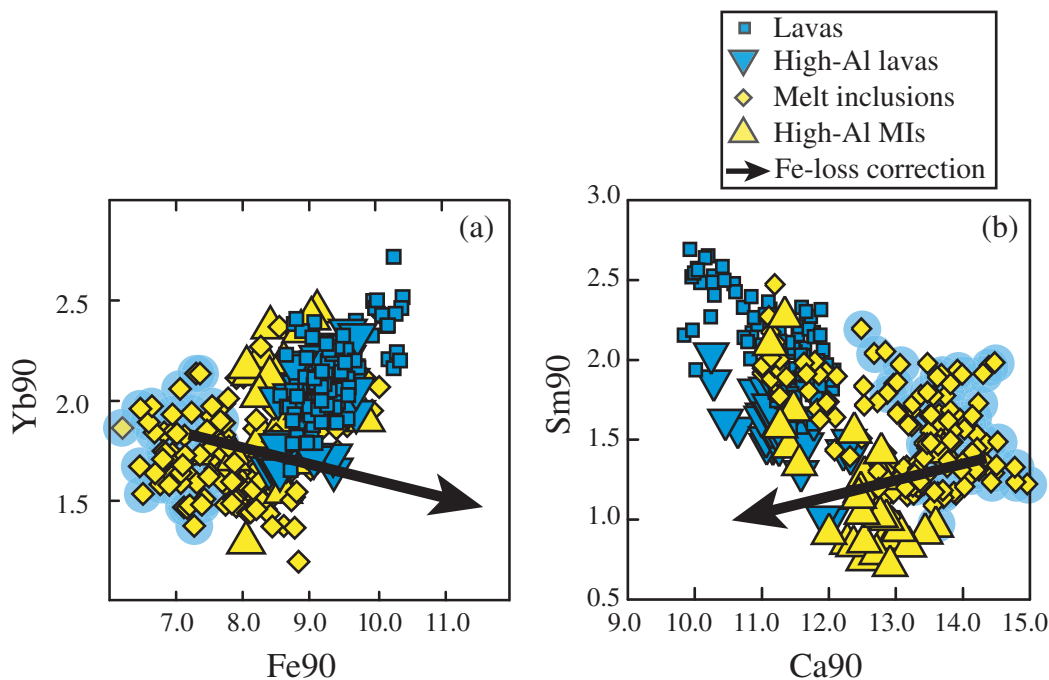 Lavas
High-Al lavas
Melt inclusions
High-Al MIs
Fe-loss correction
(a)
Yb90
2.5
2.0
1.5
7.0 8.0 9.0 10.0 11.0
Fe90
(b)
Sm90
3.0
2.5
2.0
1.5
1.0
0.5
9.0 10.0 11.0 12.0 13.0 14.0 15.0
Ca90